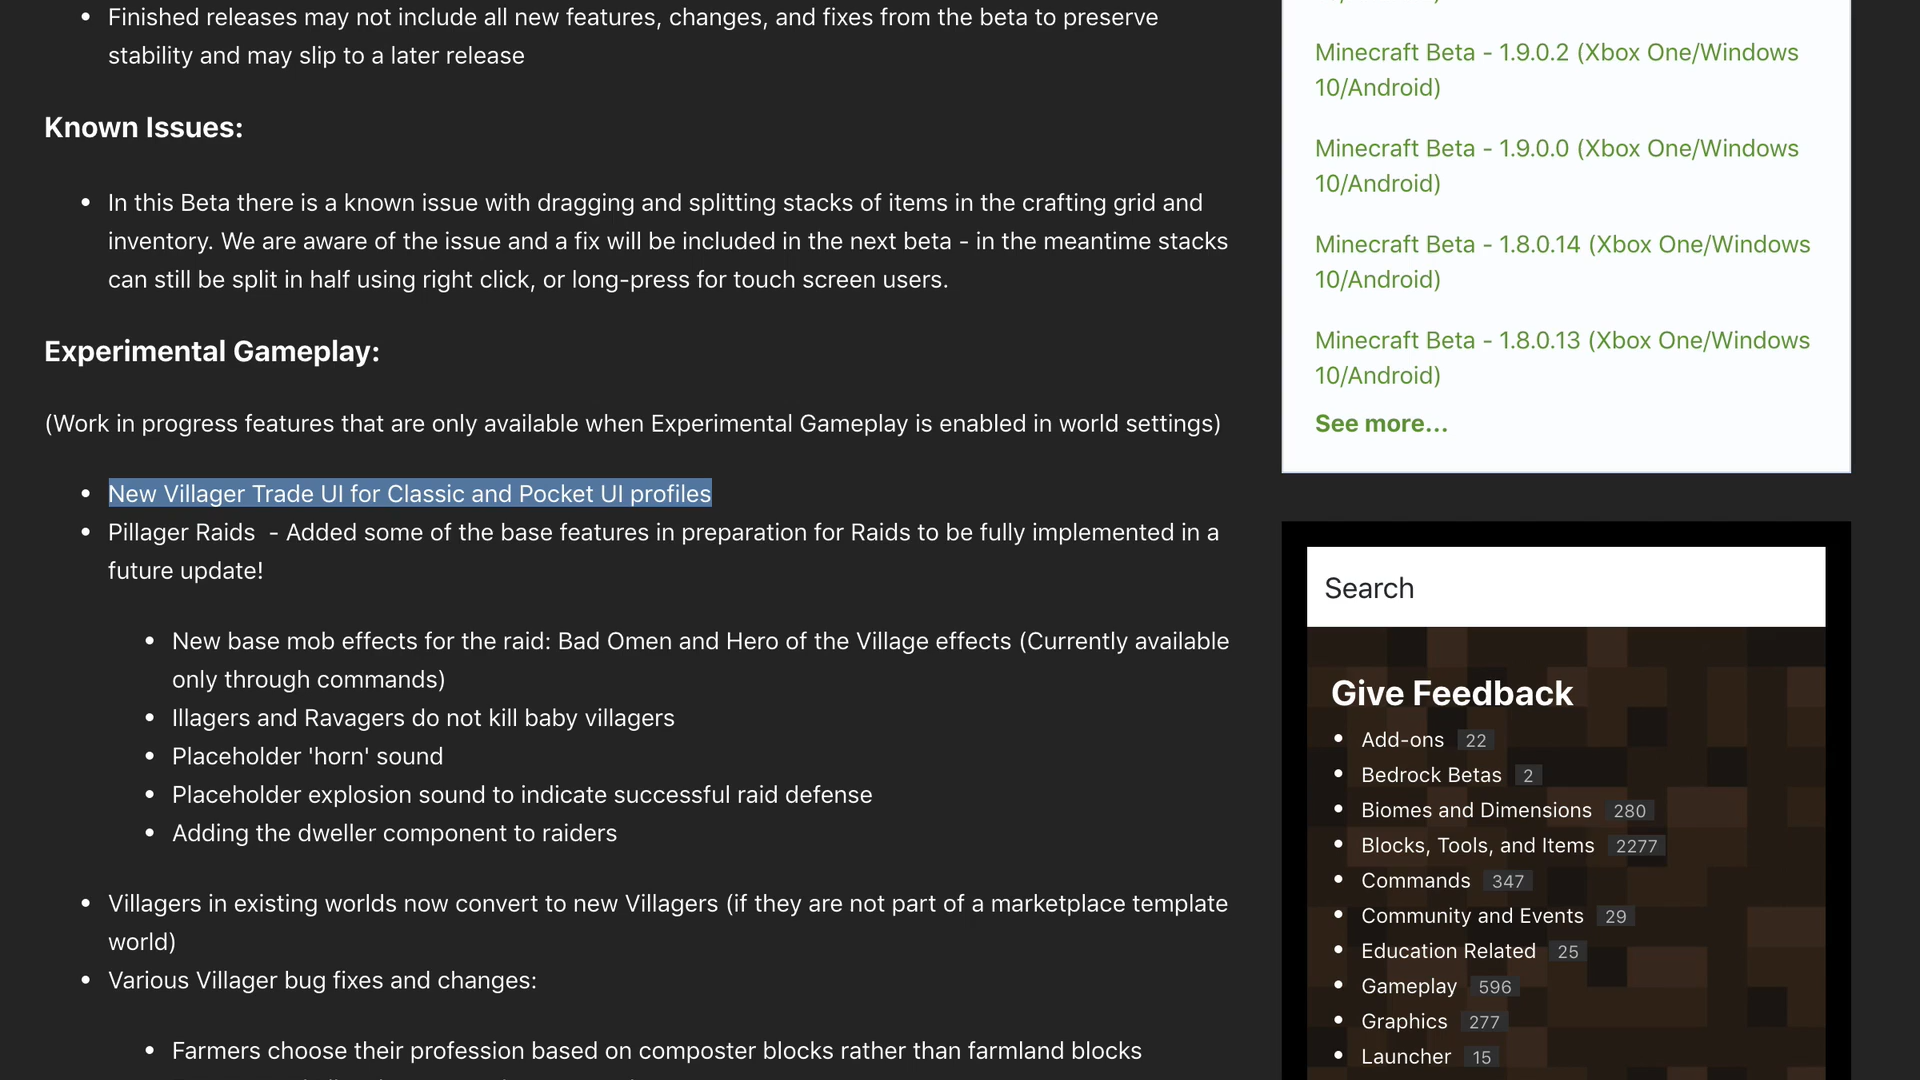 Finished releases may not include all new features, changes, and fixes from the beta to preserve
stability and may slip to a later release
Known Issues:
In this Beta there is a known issue with dragging and splitting stacks of items in the crafting grid and
inventory. We are aware of the issue and a fix will be included in the next beta - in the meantime stacks
can still be split in half using right click, or long-press for touch screen users.
Experimental Gameplay:
(Work in progress features that are only available when Experimental Gameplay is enabled in world settings)
New Villager Trade UI for Classic and Pocket UI profiles
Pillager Raids - Added some of the base features in preparation for Raids to be fully implemented in a
future update!
New base mob effects for the raid: Bad Omen and Hero of the Village effects (Currently available
only through commands)
Illagers and Ravagers do not kill baby villagers
Placeholder 'horn' sound
Placeholder explosion sound to indicate successful raid defense
Adding the dweller component to raiders
Villagers in existing worlds now convert to new Villagers (if they are not part of a marketplace template
world)
Various Villager bug fixes and changes:
Farmers choose their profession based on composter blocks rather than farmland blocks
Minecraft Beta - 1.9.0.2 (Xbox One/Windows
10/Android)
Minecraft Beta - 1.9.0.0 (Xbox One/Windows
10/Android)
Minecraft Beta - 1.8.0.14 (Xbox One/Windows
10/Android)
Minecraft Beta - 1.8.0.13 (Xbox One/Windows
10/Android)
See more...
Search
Give Feedback
Add-ons 22
Bedrock Betas 2
Biomes and Dimensions 280
Blocks, Tools, and Items 2277
Commands 347
Community and Events 29
Education Related 25
Gameplay 596
Graphics 277
Launcher 15